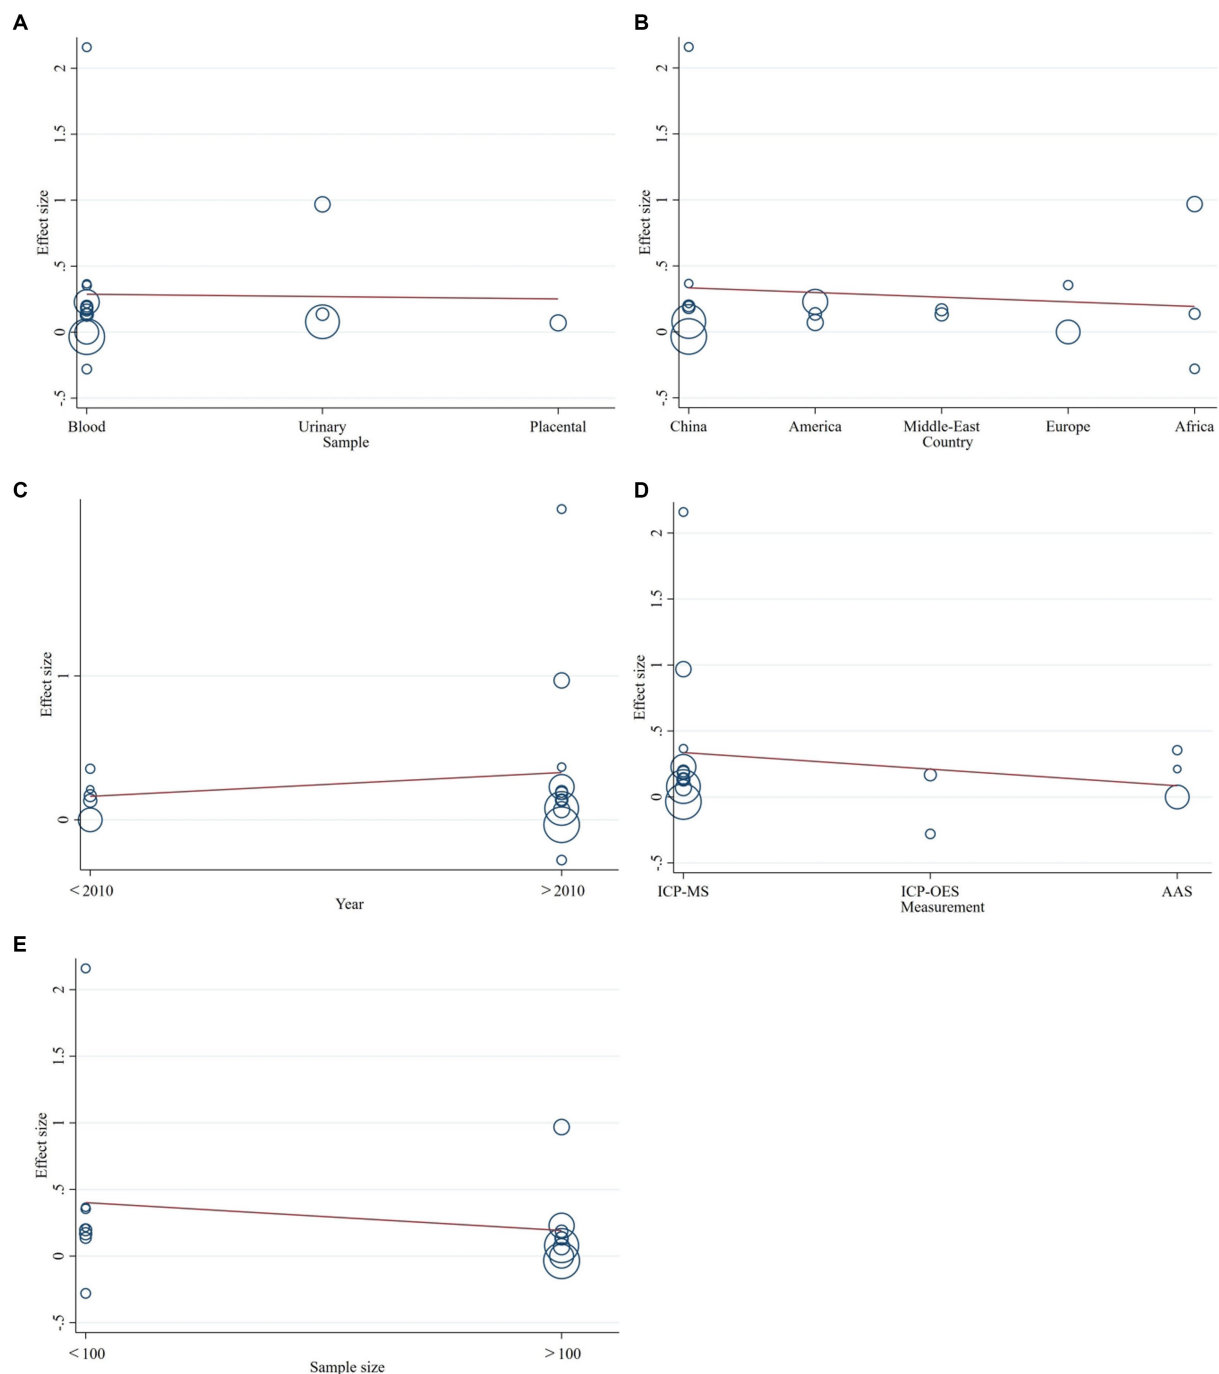 A
Effect size
2
1.5
1
.5
0
-.5
Blood Urinary Placental
Sample
B
Effect size
2
1.5
1
.5
0
-.5
China America Middle-East Europe Africa
Country
C
Effect size
1
0
<2010 >2010
Year
D
Effect size
2
1.5
1
.5
0
-.5
ICP-MS ICP-OES AAS
Measurement
E
Effect size
2
1.5
1
.5
0
-.5
<100 >100
Sample size